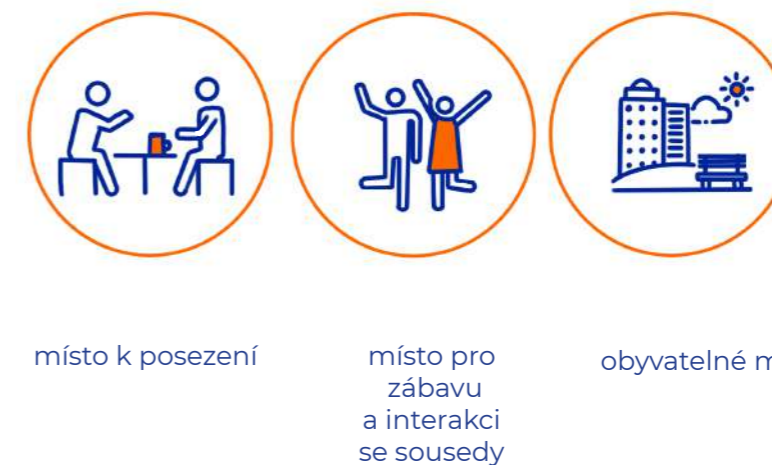 místo k posezení
místo pro
zábavu
a interakci
se sousedy
obyvatelné